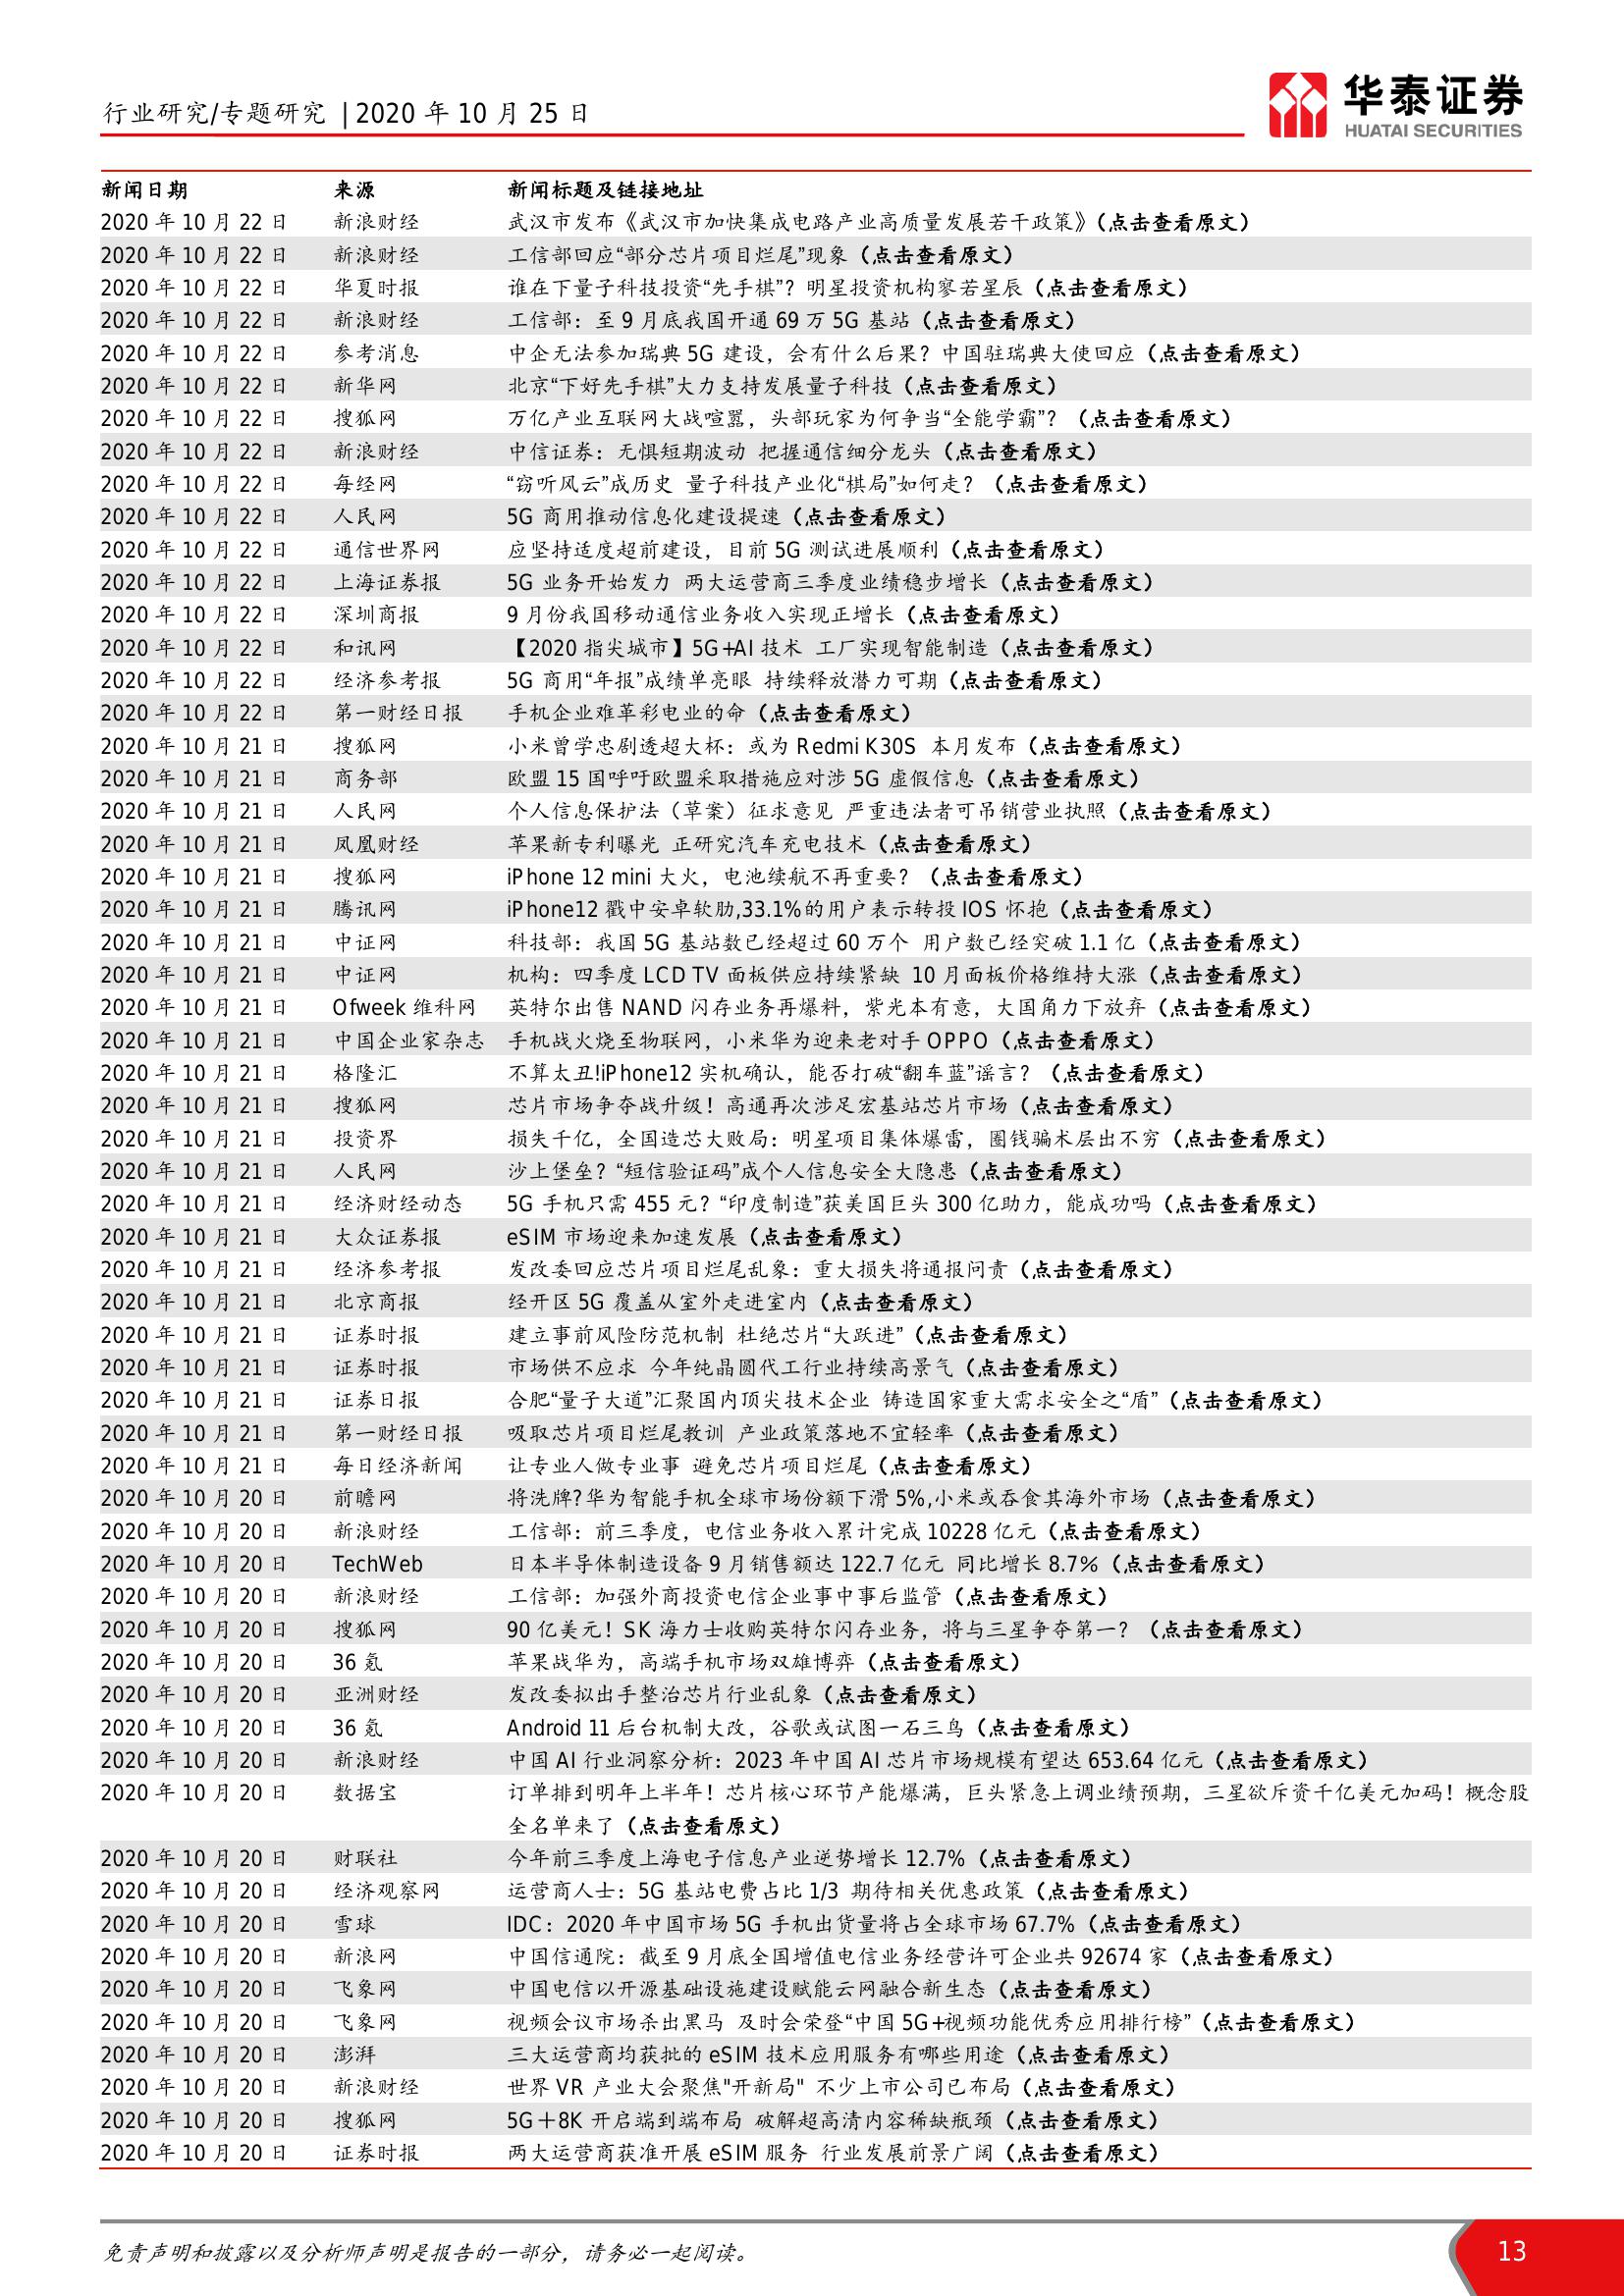 行业研究/专题研究 | 2020 年 10 月 25 日
华泰证券
HUATAI SECURITIES
新闻日期 来源 新闻标题及链接地址
2020 年 10 月 22 日 新浪财经 武汉市发布《武汉市加快集成电路产业高质量发展若干政策》(点击查看原文)
2020 年 10 月 22 日 新浪财经 工信部回应“部分芯片项目烂尾”现象(点击查看原文)
2020 年 10 月 22 日 华夏时报 谁在下量子科技投资“先手棋”?明星投资机构寥若星辰(点击查看原文)
2020 年 10 月 22 日 新浪财经 工信部:至 9 月底我国开通 69 万 5G 基站(点击查看原文)
2020 年 10 月 22 日 参考消息 中企无法参加瑞典 5G 建设,会有什么后果?中国驻瑞典大使回应(点击查看原文)
2020 年 10 月 22 日 新华网 北京“下好先手棋”大力支持发展量子科技(点击查看原文)
2020 年 10 月 22 日 搜狐网 万亿产业互联网大战喧嚣,头部玩家为何争当“全能学霸”?(点击查看原文)
2020 年 10 月 22 日 新浪财经 中信证券:无惧短期波动 把握通信细分龙头(点击查看原文)
2020 年 10 月 22 日 每经网 “窃听风云”成历史 量子科技产业化“棋局”如何走?(点击查看原文)
2020 年 10 月 22 日 人民网 5G 商用推动信息化建设提速(点击查看原文)
2020 年 10 月 22 日 通信世界网 应坚持适度超前建设,目前 5G 测试进展顺利(点击查看原文)
2020 年 10 月 22 日 上海证券报 5G 业务开始发力 两大运营商三季度业绩稳步增长(点击查看原文)
2020 年 10 月 22 日 深圳商报 9 月份我国移动通信业务收入实现正增长(点击查看原文)
2020 年 10 月 22 日 和讯网 【2020 指尖城市】5G+AI 技术 工厂实现智能制造(点击查看原文)
2020 年 10 月 22 日 经济参考报 5G 商用“年报”成绩单亮眼 持续释放潜力可期(点击查看原文)
2020 年 10 月 22 日 第一财经日报 手机企业难革彩电业的命(点击查看原文)
2020 年 10 月 21 日 搜狐网 小米曾学忠剧透超大杯:或为 Redmi K30S 本月发布(点击查看原文)
2020 年 10 月 21 日 商务部 欧盟 15 国呼吁欧盟采取措施应对涉 5G 虚假信息(点击查看原文)
2020 年 10 月 21 日 人民网 个人信息保护法(草案)征求意见 严重违法者可吊销营业执照(点击查看原文)
2020 年 10 月 21 日 凤凰财经 苹果新专利曝光 正研究汽车充电技术(点击查看原文)
2020 年 10 月 21 日 搜狐网 iPhone 12 mini 大火,电池续航不再重要?(点击查看原文)
2020 年 10 月 21 日 腾讯网 iPhone12 戳中安卓软肋,33.1%的用户表示转投 IOS 怀抱(点击查看原文)
2020 年 10 月 21 日 中证网 科技部:我国 5G 基站数已经超过 60 万个 用户数已经突破 1.1 亿(点击查看原文)
2020 年 10 月 21 日 中证网 机构:四季度 LCD TV 面板供应持续紧缺 10 月面板价格维持大涨(点击查看原文)
2020 年 10 月 21 日 Ofweek 维科网 英特尔出售 NAND 闪存业务再爆料,紫光本有意,大国角力下放弃(点击查看原文)
2020 年 10 月 21 日 中国企业家杂志 手机战火烧至物联网,小米华为迎来老对手 OPPO(点击查看原文)
2020 年 10 月 21 日 格隆汇 不算太丑!iPhone12 实机确认,能否打破“翻车蓝”谣言?(点击查看原文)
2020 年 10 月 21 日 搜狐网 芯片市场争夺战升级!高通再次涉足宏基站芯片市场(点击查看原文)
2020 年 10 月 21 日 投资界 损失千亿,全国造芯大败局:明星项目集体爆雷,圈钱骗术层出不穷(点击查看原文)
2020 年 10 月 21 日 人民网 沙上堡垒?“短信验证码”成个人信息安全大隐患(点击查看原文)
2020 年 10 月 21 日 经济财经动态 5G 手机只需 455 元?“印度制造”获美国巨头 300 亿助力,能成功吗(点击查看原文)
2020 年 10 月 21 日 大众证券报 eSIM 市场迎来加速发展(点击查看原文)
2020 年 10 月 21 日 经济参考报 发改委回应芯片项目烂尾乱象:重大损失将通报问责(点击查看原文)
2020 年 10 月 21 日 北京商报 经开区 5G 覆盖从室外走进室内(点击查看原文)
2020 年 10 月 21 日 证券时报 建立事前风险防范机制 杜绝芯片“大跃进”(点击查看原文)
2020 年 10 月 21 日 证券时报 市场供不应求 今年纯晶圆代工行业持续高景气(点击查看原文)
2020 年 10 月 21 日 证券日报 合肥“量子大道”汇聚国内顶尖技术企业 铸造国家重大需求安全之“盾”(点击查看原文)
2020 年 10 月 21 日 第一财经日报 吸取芯片项目烂尾教训 产业政策落地不宜轻率(点击查看原文)
2020 年 10 月 21 日 每日经济新闻 让专业人做专业事 避免芯片项目烂尾(点击查看原文)
2020 年 10 月 20 日 前瞻网 将洗牌?华为智能手机全球市场份额下滑 5%,小米或吞食其海外市场(点击查看原文)
2020 年 10 月 20 日 新浪财经 工信部:前三季度,电信业务收入累计完成 10228 亿元(点击查看原文)
2020 年 10 月 20 日 TechWeb 日本半导体制造设备 9 月销售额达 122.7 亿元 同比增长 8.7%(点击查看原文)
2020 年 10 月 20 日 新浪财经 工信部:加强外商投资电信企业事中事后监管(点击查看原文)
2020 年 10 月 20 日 搜狐网 90 亿美元!SK 海力士收购英特尔闪存业务,将与三星争夺第一?(点击查看原文)
2020 年 10 月 20 日 36 氪 苹果战华为,高端手机市场双雄博弈(点击查看原文)
2020 年 10 月 20 日 亚洲财经 发改委拟出手整治芯片行业乱象(点击查看原文)
2020 年 10 月 20 日 36 氪 Android 11 后台机制大改,谷歌或试图一石三鸟(点击查看原文)
2020 年 10 月 20 日 新浪财经 中国 AI 行业洞察分析:2023 年中国 AI 芯片市场规模有望达 653.64 亿元(点击查看原文)
2020 年 10 月 20 日 数据宝 订单排到明年上半年!芯片核心环节产能爆满,巨头紧急上调业绩预期,三星欲斥资千亿美元加码!概念股
全名单来了(点击查看原文)
2020 年 10 月 20 日 财联社 今年前三季度上海电子信息产业逆势增长 12.7%(点击查看原文)
2020 年 10 月 20 日 经济观察网 运营商人士:5G 基站电费占比 1/3 期待相关优惠政策(点击查看原文)
2020 年 10 月 20 日 雪球 IDC:2020 年中国市场 5G 手机出货量将占全球市场 67.7%(点击查看原文)
2020 年 10 月 20 日 新浪网 中国信通院:截至 9 月底全国增值电信业务经营许可企业共 92674 家(点击查看原文)
2020 年 10 月 20 日 飞象网 中国电信以开源基础设施建设赋能云网融合新生态(点击查看原文)
2020 年 10 月 20 日 飞象网 视频会议市场杀出黑马 及时会荣登“中国 5G+视频功能优秀应用排行榜”(点击查看原文)
2020 年 10 月 20 日 澎湃 三大运营商均获批的 eSIM 技术应用服务有哪些用途(点击查看原文)
2020 年 10 月 20 日 新浪财经 世界 VR 产业大会聚焦"开新局" 不少上市公司已布局(点击查看原文)
2020 年 10 月 20 日 搜狐网 5G+8K 开启端到端布局 破解超高清内容稀缺瓶颈(点击查看原文)
2020 年 10 月 20 日 证券时报 两大运营商获准开展 eSIM 服务 行业发展前景广阔(点击查看原文)
免责声明和披露以及分析师声明是报告的一部分,请务必一起阅读。
13